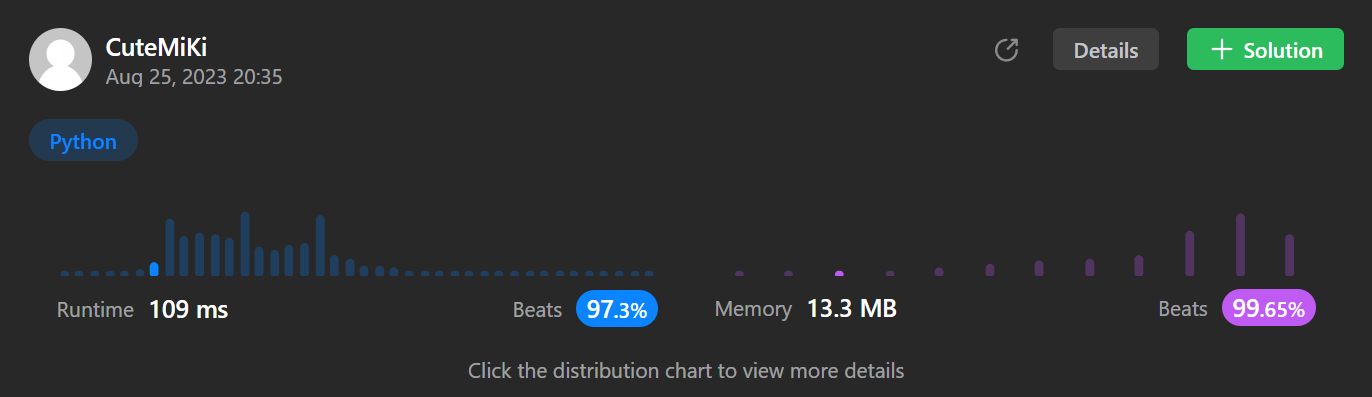 CuteMiKi
Aug 25, 2023 20:35
Details
+ Solution
Python
Runtime 109 ms Beats 97.3%
Memory 13.3 MB Beats 99.65%
Click the distribution chart to view more details